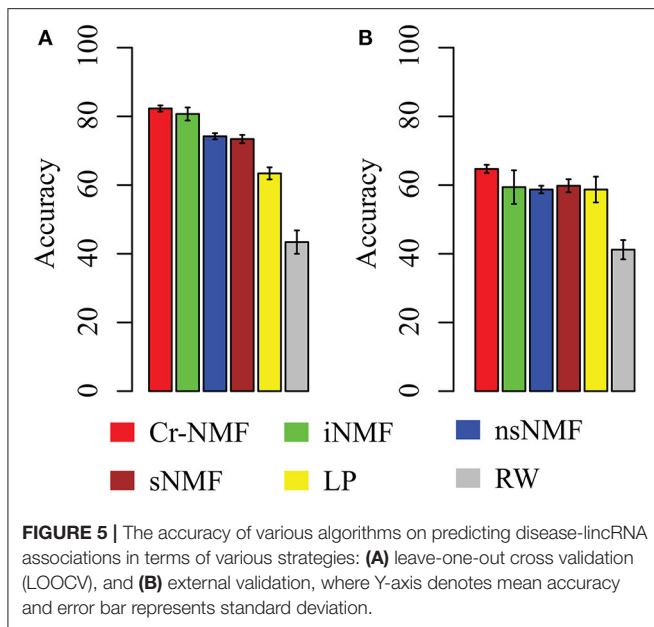 A
B
Accuracy
0 20 40 60 80 100
Accuracy
0 20 40 60 80 100
Cr-NMF iNMF nsNMF
sNMF LP RW
FIGURE 5 | The accuracy of various algorithms on predicting disease-lincRNA
associations in terms of various strategies: (A) leave-one-out cross validation
(LOOCV), and (B) external validation, where Y-axis denotes mean accuracy
and error bar represents standard deviation.